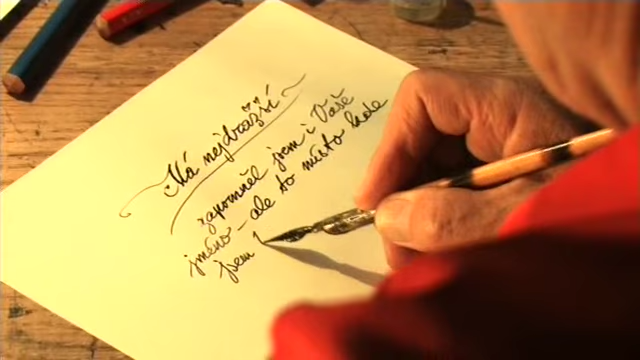 Má nejdražší
zapomněl jsem i Vaše
jméno - ale to místo kde
jsem